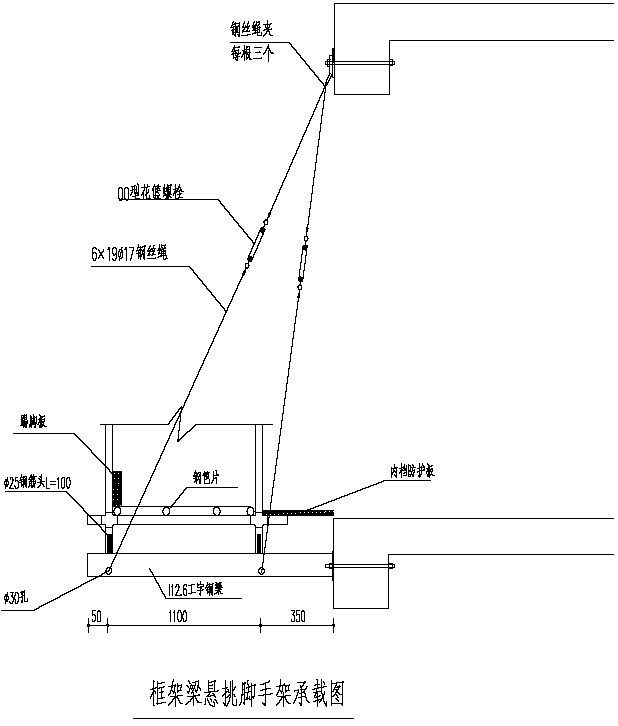 钢丝绳夹
每根三个
OO型花篮螺栓
6×19φ17钢丝绳
踢脚板
钢笆片
内档防护板
φ25钢筋头L=100
φ30孔
I12.6工字钢梁
50
1100
350
框架梁悬挑脚手架承载图